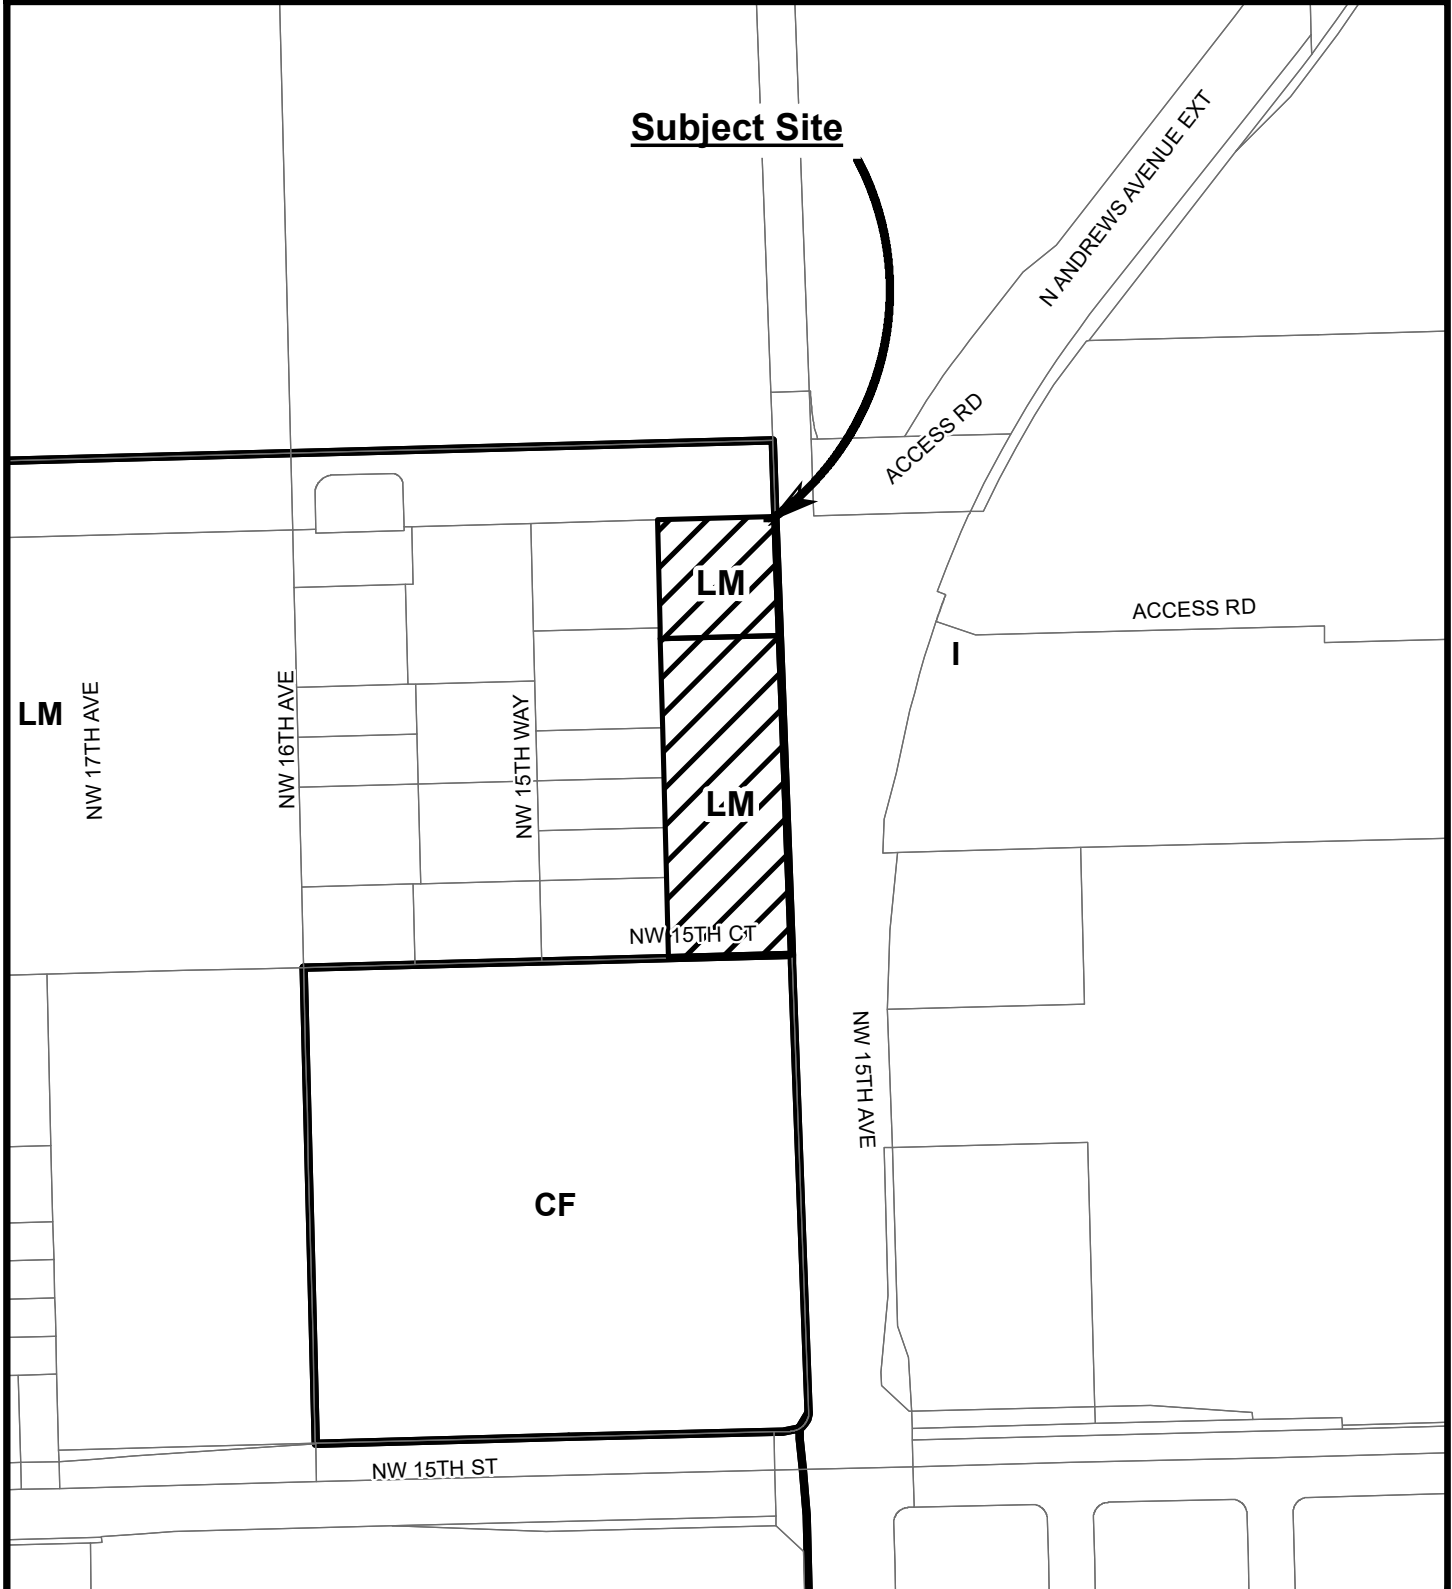 Subject Site
N ANDREWS AVENUE EXT
ACCESS RD
LM
ACCESS RD
I
LM
NW 17TH AVE
NW 16TH AVE
NW 15TH WAY
LM
NW 15TH CT
NW 15TH AVE
CF
NW 15TH ST